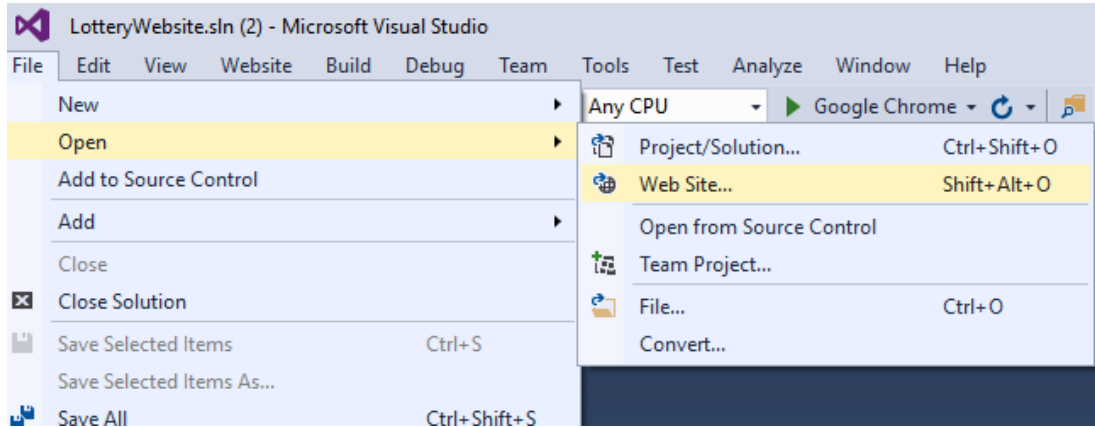 LotteryWebsite.sln (2) - Microsoft Visual Studio
File Edit View Website Build Debug Team Tools Test Analyze Window Help
Any CPU Google Chrome
New
Open
Add to Source Control
Add
Close
Close Solution
Save Selected Items Ctrl+S
Save Selected Items As...
Save All Ctrl+Shift+S
Project/Solution... Ctrl+Shift+O
Web Site... Shift+Alt+O
Open from Source Control
Team Project...
File... Ctrl+O
Convert...